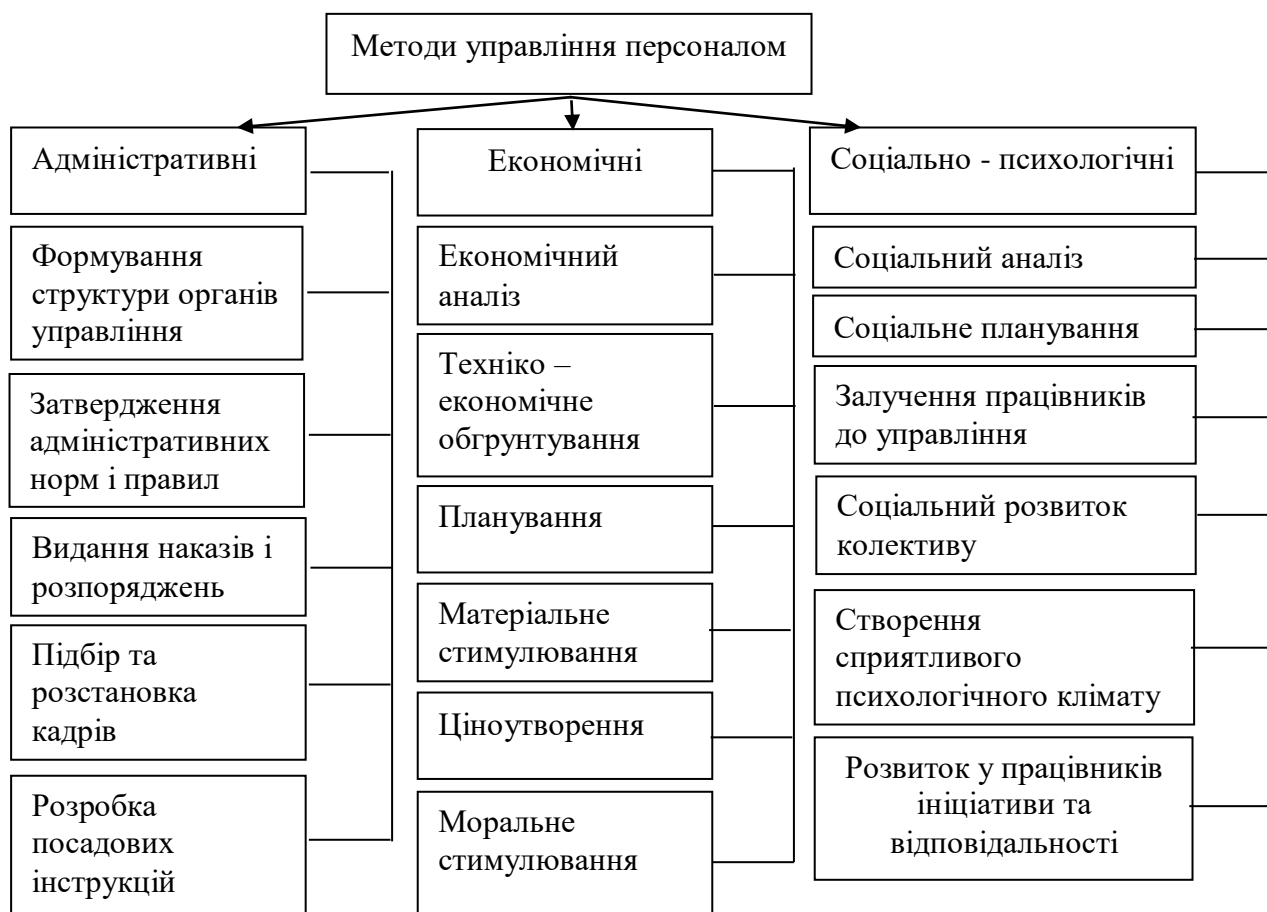 Методи управління персоналом
Адміністративні
Формування
структури органів
управління
Затвердження
адміністративних
норм і правил
Видання наказів і
розпоряджень
Підбір та
розстановка
кадрів
Розробка
посадових
інструкцій
Економічні
Економічний
аналіз
Техніко –
економічне
обгрунтування
Планування
Матеріальне
стимулювання
Ціноутворення
Моральне
стимулювання
Соціально - психологічні
Соціальний аналіз
Соціальне планування
Залучення працівників
до управління
Соціальний розвиток
колективу
Створення
сприятливого
психологічного клімату
Розвиток у працівників
ініціативи та
відповідальності